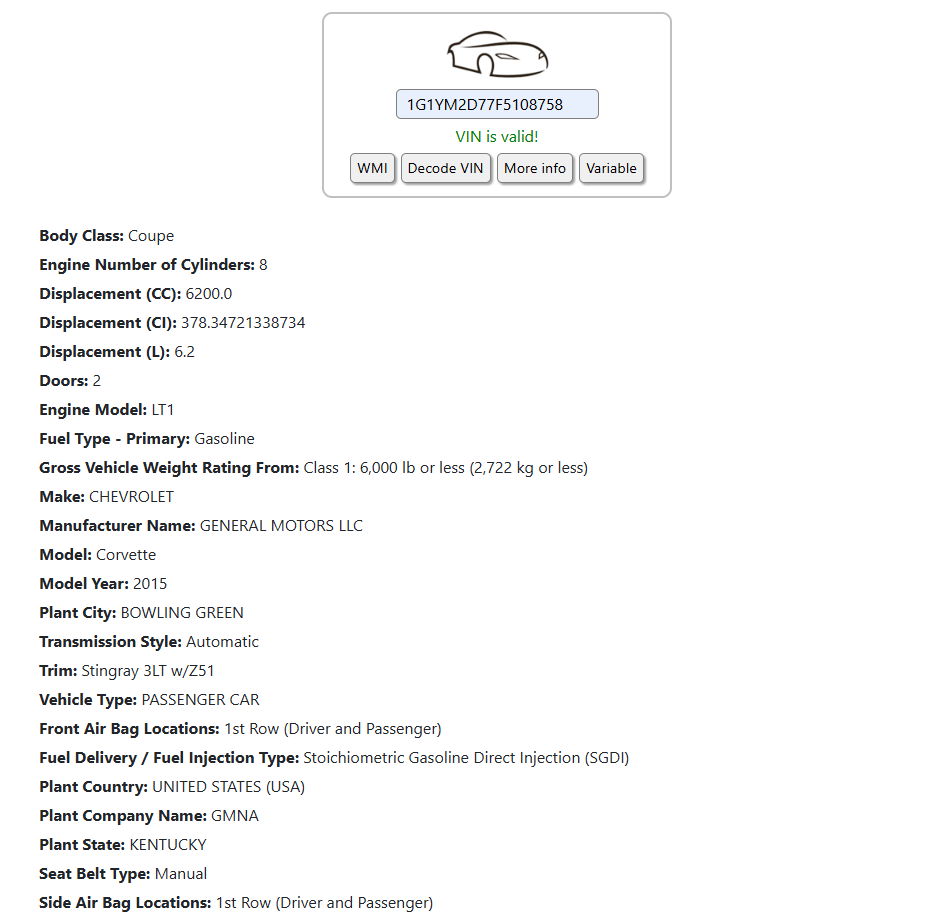 1G1YM2D77F5108758
VIN is valid!
WMI Decode VIN More info Variable
Body Class: Coupe
Engine Number of Cylinders: 8
Displacement (CC): 6200.0
Displacement (CI): 378.34721338734
Displacement (L): 6.2
Doors: 2
Engine Model: LT1
Fuel Type - Primary: Gasoline
Gross Vehicle Weight Rating From: Class 1: 6,000 lb or less (2,722 kg or less)
Make: CHEVROLET
Manufacturer Name: GENERAL MOTORS LLC
Model: Corvette
Model Year: 2015
Plant City: BOWLING GREEN
Transmission Style: Automatic
Trim: Stingray 3LT w/Z51
Vehicle Type: PASSENGER CAR
Front Air Bag Locations: 1st Row (Driver and Passenger)
Fuel Delivery / Fuel Injection Type: Stoichiometric Gasoline Direct Injection (SGDI)
Plant Country: UNITED STATES (USA)
Plant Company Name: GMNA
Plant State: KENTUCKY
Seat Belt Type: Manual
Side Air Bag Locations: 1st Row (Driver and Passenger)